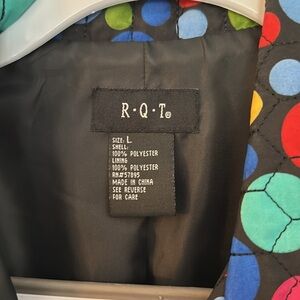 R·Q·T®
SIZE: L
SHELL:
100% POLYESTER
LINING
100% POLYESTER
RN#57895
MADE IN CHINA
SEE REVERSE
FOR CARE